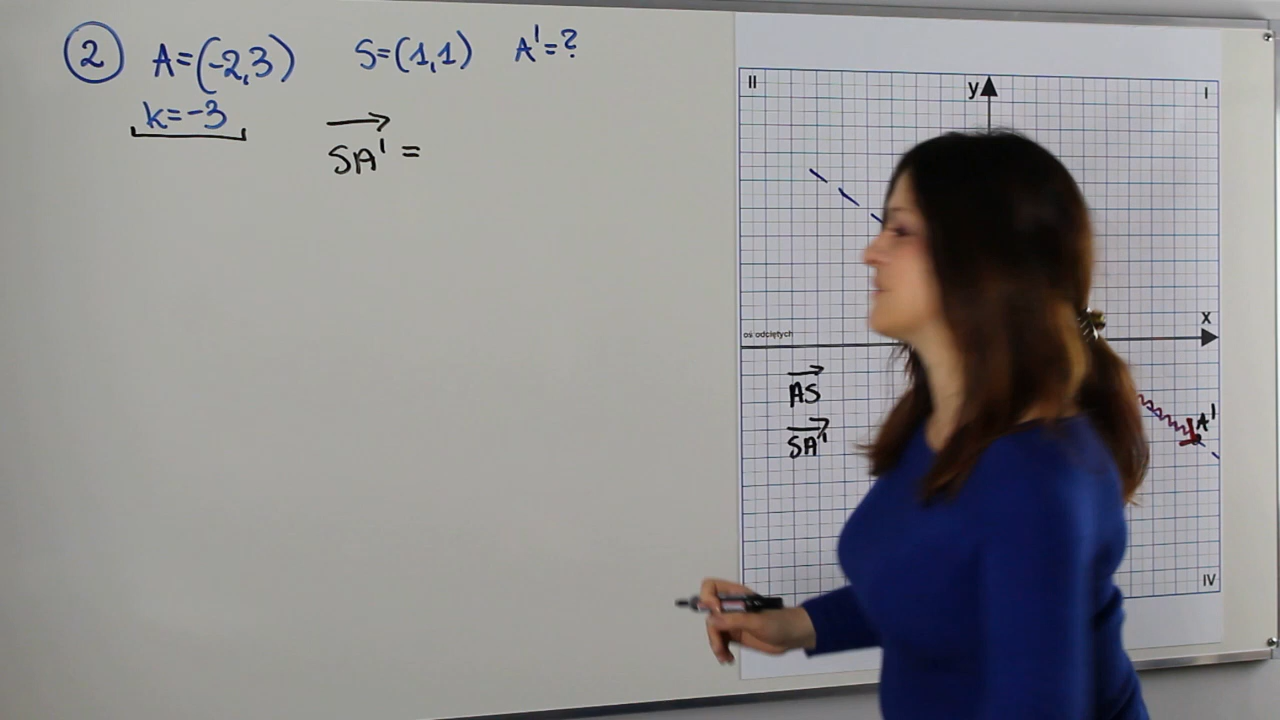 ② A=(-2,3) S=(1,1) A'=?
k=-3
SA' =
II
y
I
x
oś odciętych
AS
SA'
A'
IV